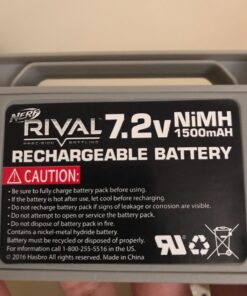 NERF
RIVAL 7.2v NiMH
PRECISION BATTLING 1500mAH
RECHARGEABLE BATTERY
⚠ CAUTION:
• Be sure to fully charge battery pack before using.
• If the battery is hot after use, let cool before recharging.
• Do not recharge battery pack if signs of leakage or corrosion are visible.
• Do not attempt to open or service the battery pack.
• Do not dispose of battery pack in fire.
Contains a nickel-metal hydride battery.
Battery must be recycled or disposed of properly.
For information call 1-800-255-5516 in the US.
© 2016 Hasbro All Rights Reserved. Made in China